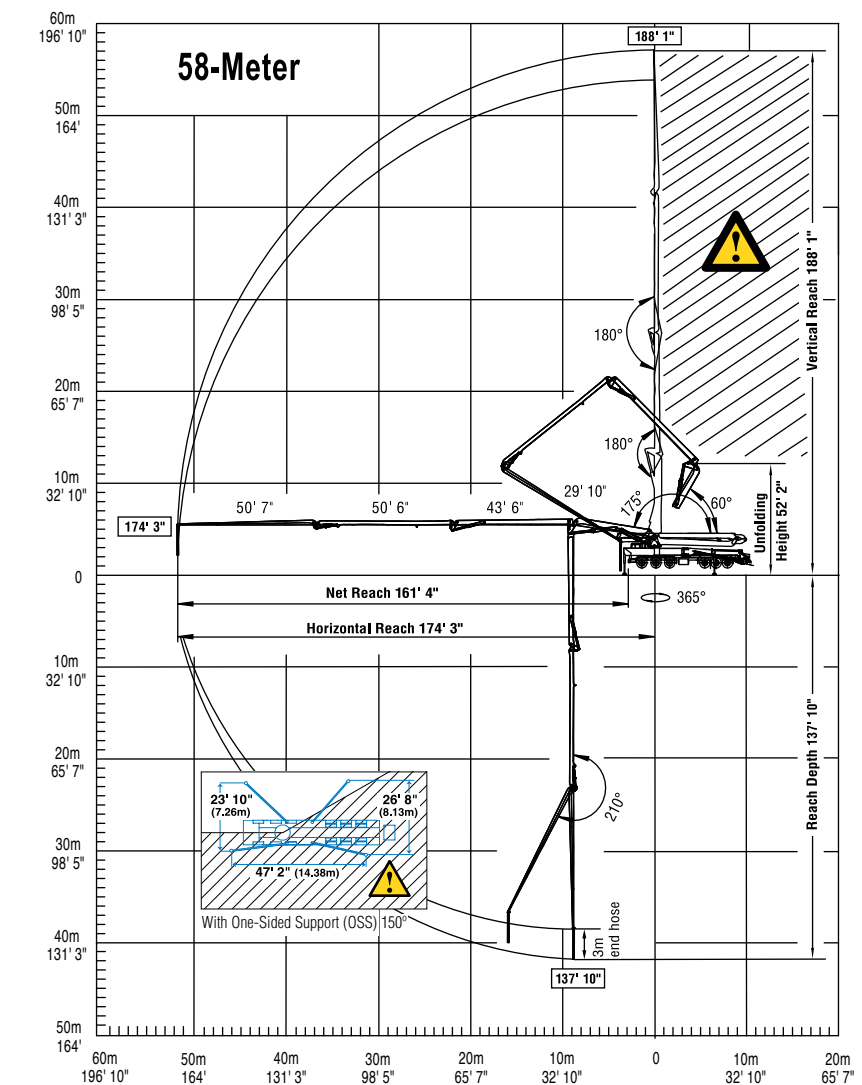 60m
196' 10"
58-Meter
188' 1"
50m
164'
40m
131' 3"
30m
98' 5"
180°
Vertical Reach 188' 1"
20m
65' 7"
180°
10m
32' 10"
50' 7"
50' 6"
43' 6"
29' 10"
175°
60°
Unfolding
Height 52' 2"
174' 3"
0
Net Reach 161' 4"
365°
Horizontal Reach 174' 3"
10m
32' 10"
Reach Depth 137' 10"
20m
65' 7"
23' 10"
(7.26m)
26' 8"
(8.13m)
210°
30m
98' 5"
47' 2" (14.38m)
With One-Sided Support (OSS) 150°
3m
end hose
40m
131' 3"
137' 10"
50m
164'
60m
196' 10"
50m
164'
40m
131' 3"
30m
98' 5"
20m
65' 7"
10m
32' 10"
0
10m
32' 10"
20m
65' 7"